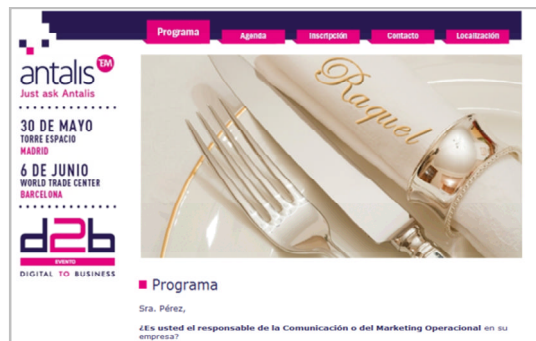 Programa
Agenda
Inscripción
Contacto
Localización
antalis TM
Just ask Antalis
30 DE MAYO
TORRE ESPACIO
MADRID
6 DE JUNIO
WORLD TRADE CENTER
BARCELONA
d2b
EVENTO
DIGITAL TO BUSINESS
Raquel
Programa
Sra. Pérez,
¿Es usted el responsable de la Comunicación o del Marketing Operacional en su
empresa?